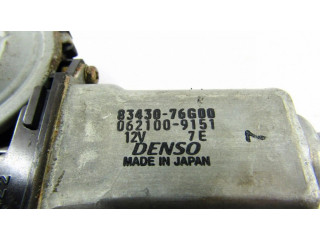 83430-76G00
062100-9151
12V 7E
DENSO
MADE IN JAPAN